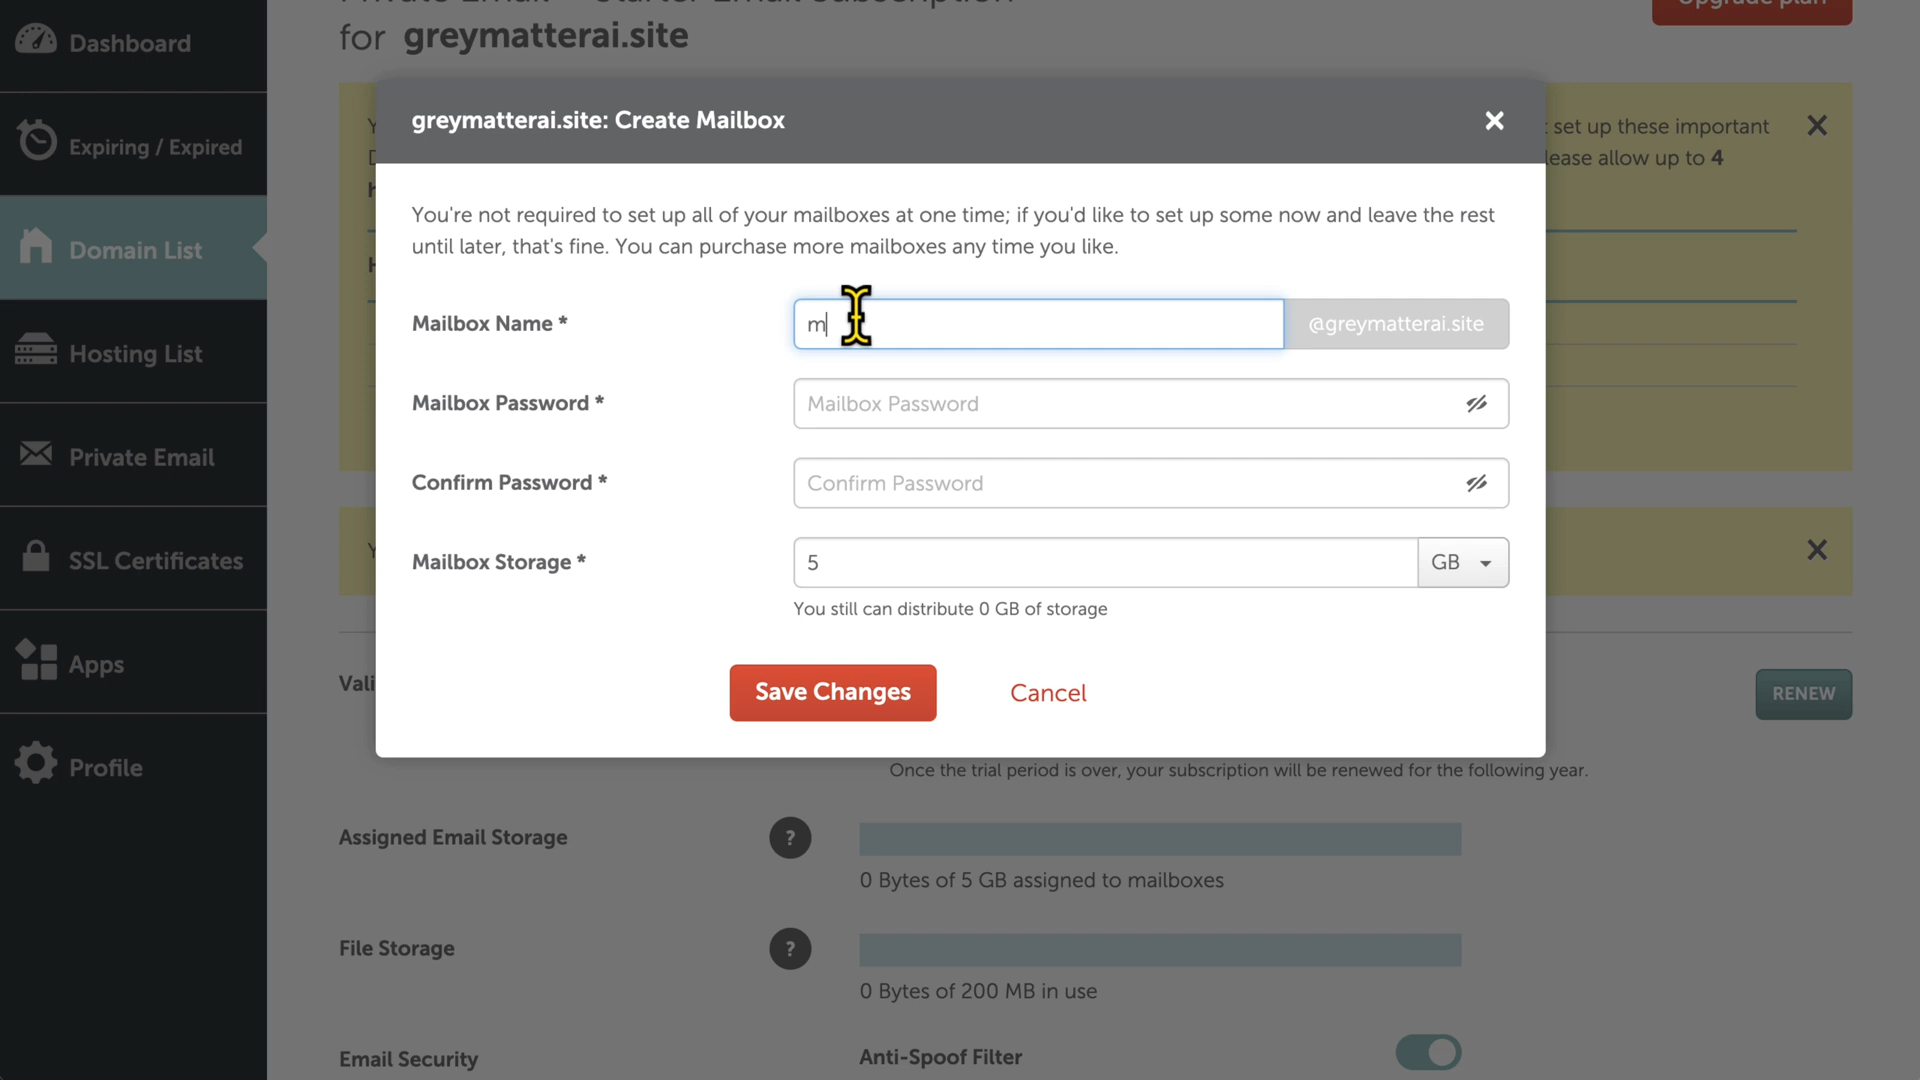 Dashboard
Expiring / Expired
Domain List
Hosting List
Private Email
SSL Certificates
Apps
Profile
for greymatterai.site
Upgrade plan
set up these important
lease allow up to 4
greymatterai.site: Create Mailbox
You're not required to set up all of your mailboxes at one time; if you'd like to set up some now and leave the rest
until later, that's fine. You can purchase more mailboxes any time you like.
Mailbox Name *
m
@greymatterai.site
Mailbox Password *
Mailbox Password
Confirm Password *
Confirm Password
Mailbox Storage *
5
GB
You still can distribute 0 GB of storage
Save Changes
Cancel
Vali
RENEW
Once the trial period is over, your subscription will be renewed for the following year.
Assigned Email Storage
?
0 Bytes of 5 GB assigned to mailboxes
File Storage
?
0 Bytes of 200 MB in use
Email Security
Anti-Spoof Filter